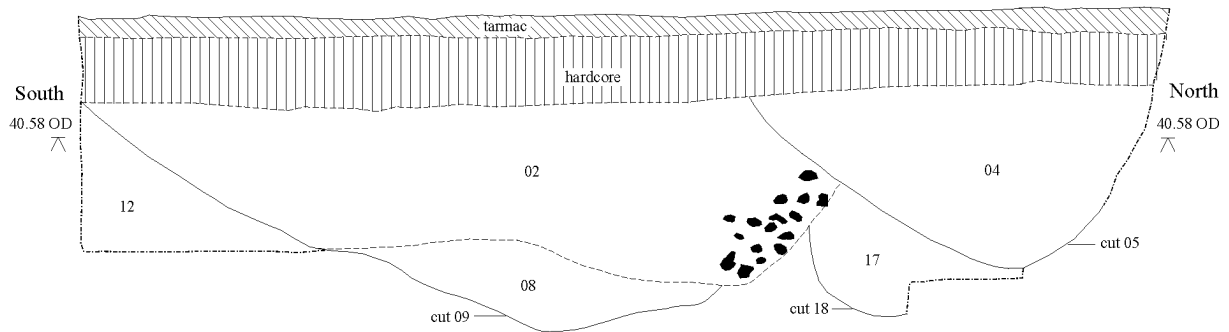 tarmac
hardcore
South
North
40.58 OD
40.58 OD
02
04
12
17
cut 05
08
cut 18
cut 09